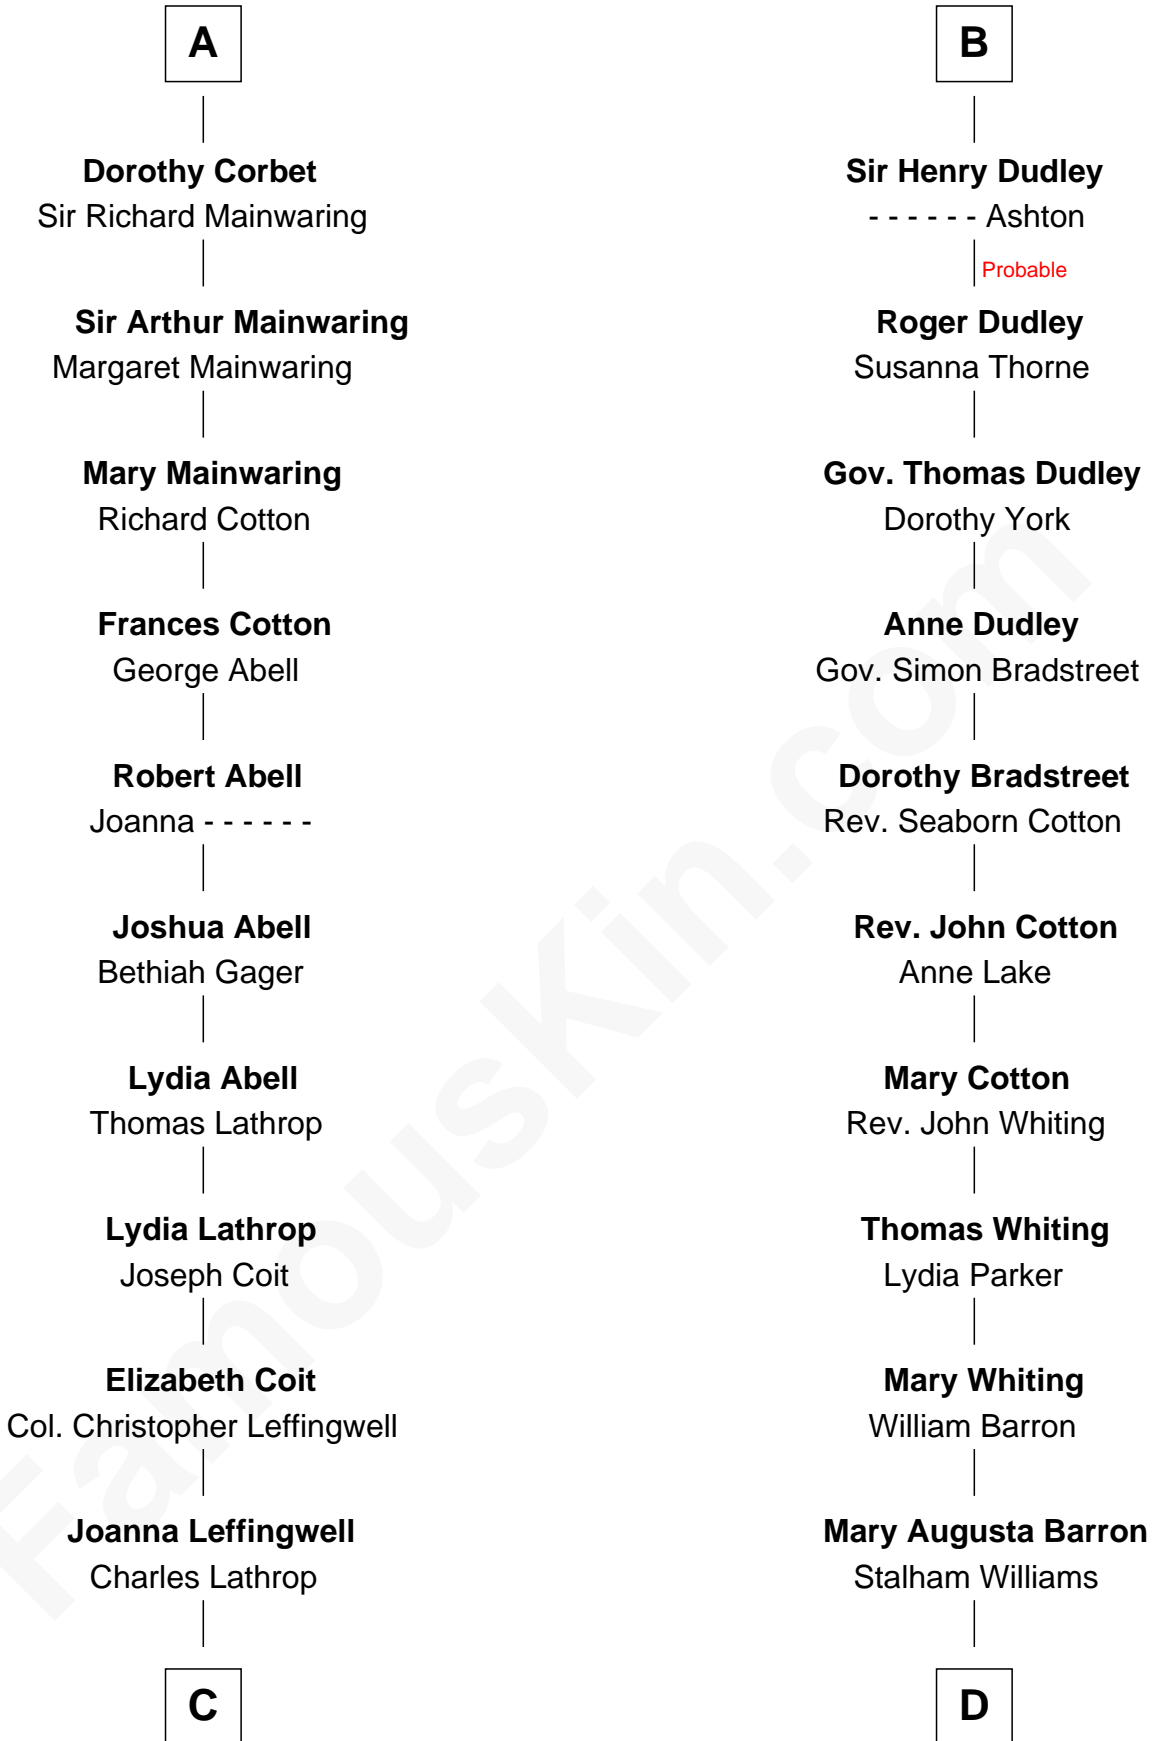 A
Dorothy Corbet
Sir Richard Mainwaring
Sir Arthur Mainwaring
Margaret Mainwaring
Mary Mainwaring
Richard Cotton
Frances Cotton
George Abell
Robert Abell
Joanna - - - - - -
Joshua Abell
Bethiah Gager
Lydia Abell
Thomas Lathrop
Lydia Lathrop
Joseph Coit
Elizabeth Coit
Col. Christopher Leffingwell
Joanna Leffingwell
Charles Lathrop
C
B
Sir Henry Dudley
- - - - - - Ashton
Probable
Roger Dudley
Susanna Thorne
Gov. Thomas Dudley
Dorothy York
Anne Dudley
Gov. Simon Bradstreet
Dorothy Bradstreet
Rev. Seaborn Cotton
Rev. John Cotton
Anne Lake
Mary Cotton
Rev. John Whiting
Thomas Whiting
Lydia Parker
Mary Whiting
William Barron
Mary Augusta Barron
Stalham Williams
D
FamousKin.com